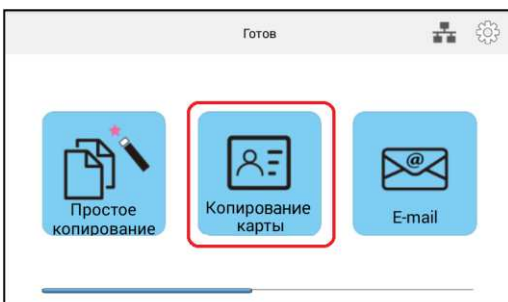 Готов
Простое
копирование
Копирование
карты
@
E-mail